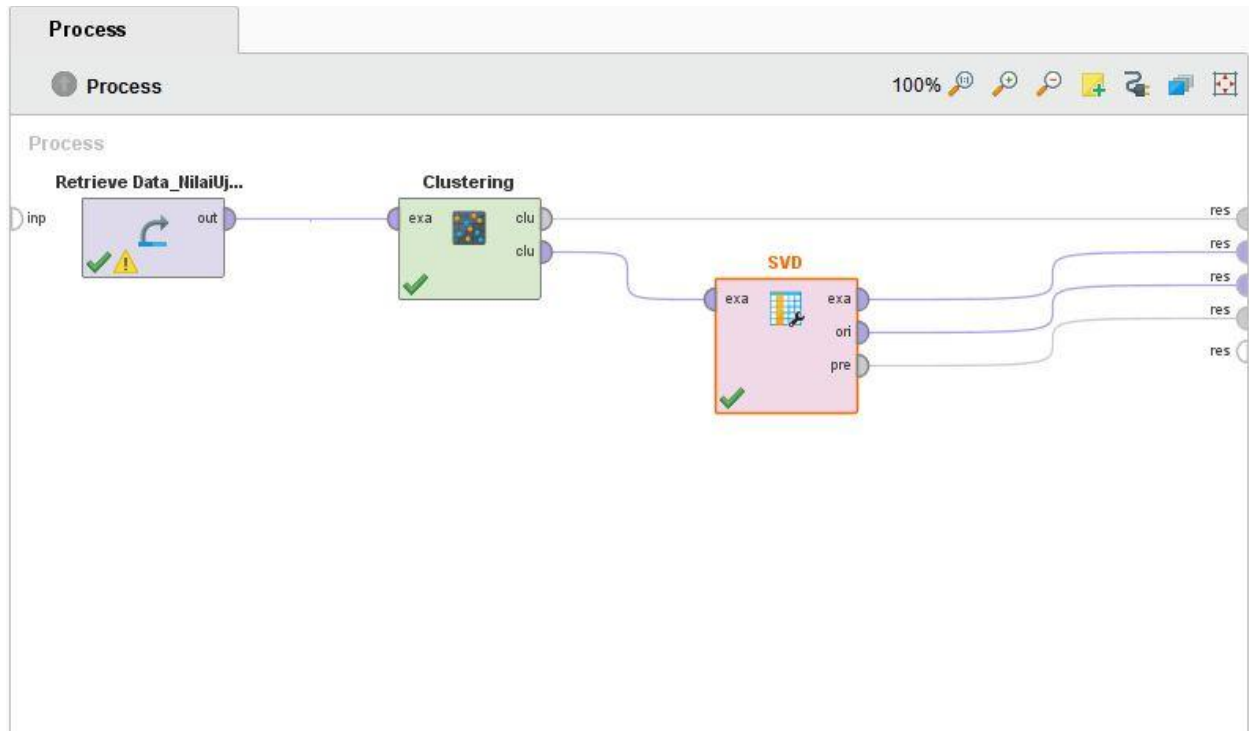 Process
Process
100%
Process
Retrieve Data_NilaiUj...
Clustering
inp
out
exa
clu
clu
SVD
exa
exa
ori
pre
res
res
res
res
res